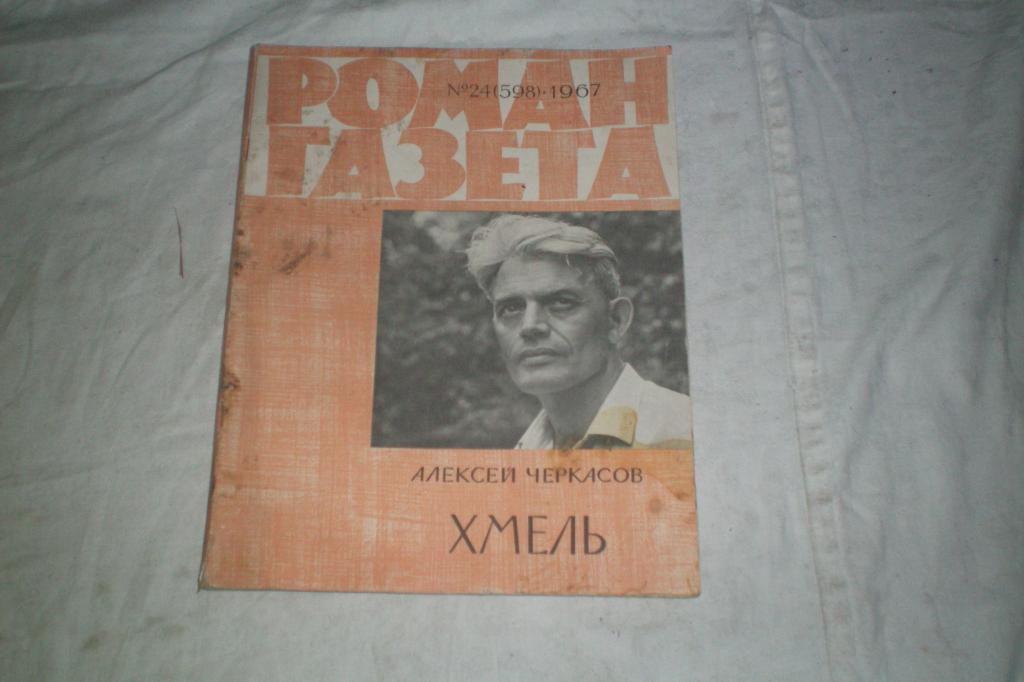 РОМАН
№24(598)·1967
ГАЗЕТА
АЛЕКСЕЙ ЧЕРКАСОВ
ХМЕЛЬ